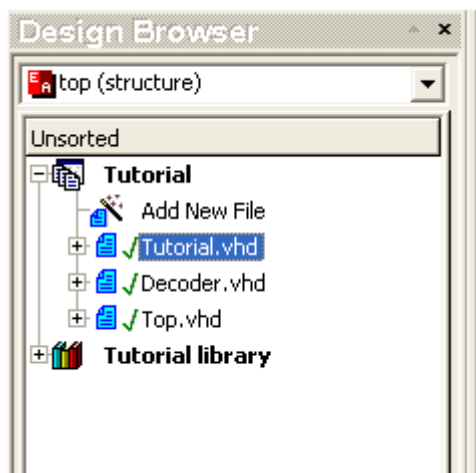 Design Browser
top (structure)
Unsorted
Tutorial
Add New File
Tutorial.vhd
Decoder.vhd
Top.vhd
Tutorial library